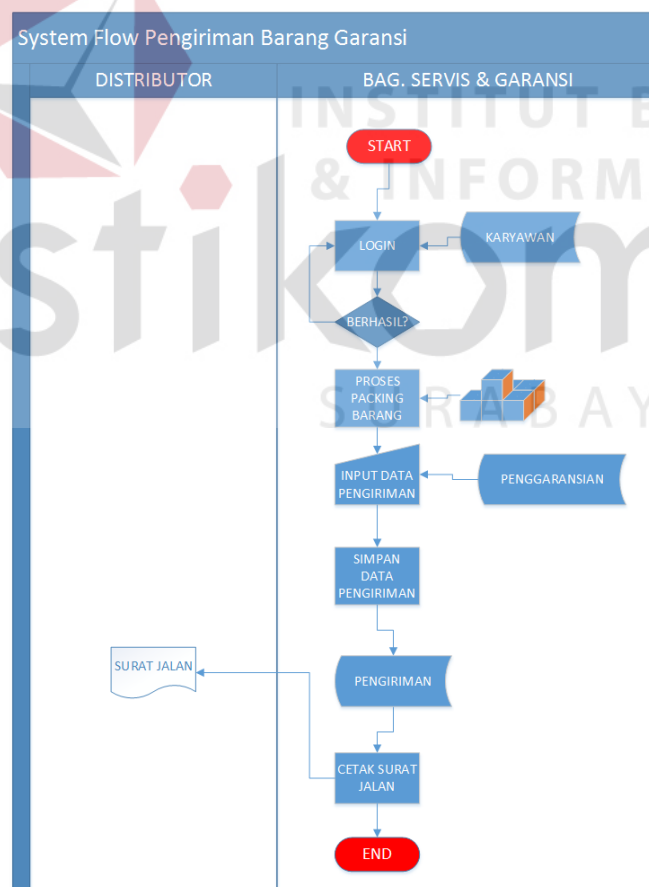 System Flow Pengiriman Barang Garansi
DISTRIBUTOR
BAG. SERVIS & GARANSI
INSTITUT B
START
& INFORM
stikom
LOGIN
KARYAWAN
BERHASIL?
PROSES
PACKING
BARANG
SURABAY
INPUT DATA
PENGIRIMAN
PENGGARANSIAN
SIMPAN
DATA
PENGIRIMAN
SURAT JALAN
PENGIRIMAN
CETAK SURAT
JALAN
END